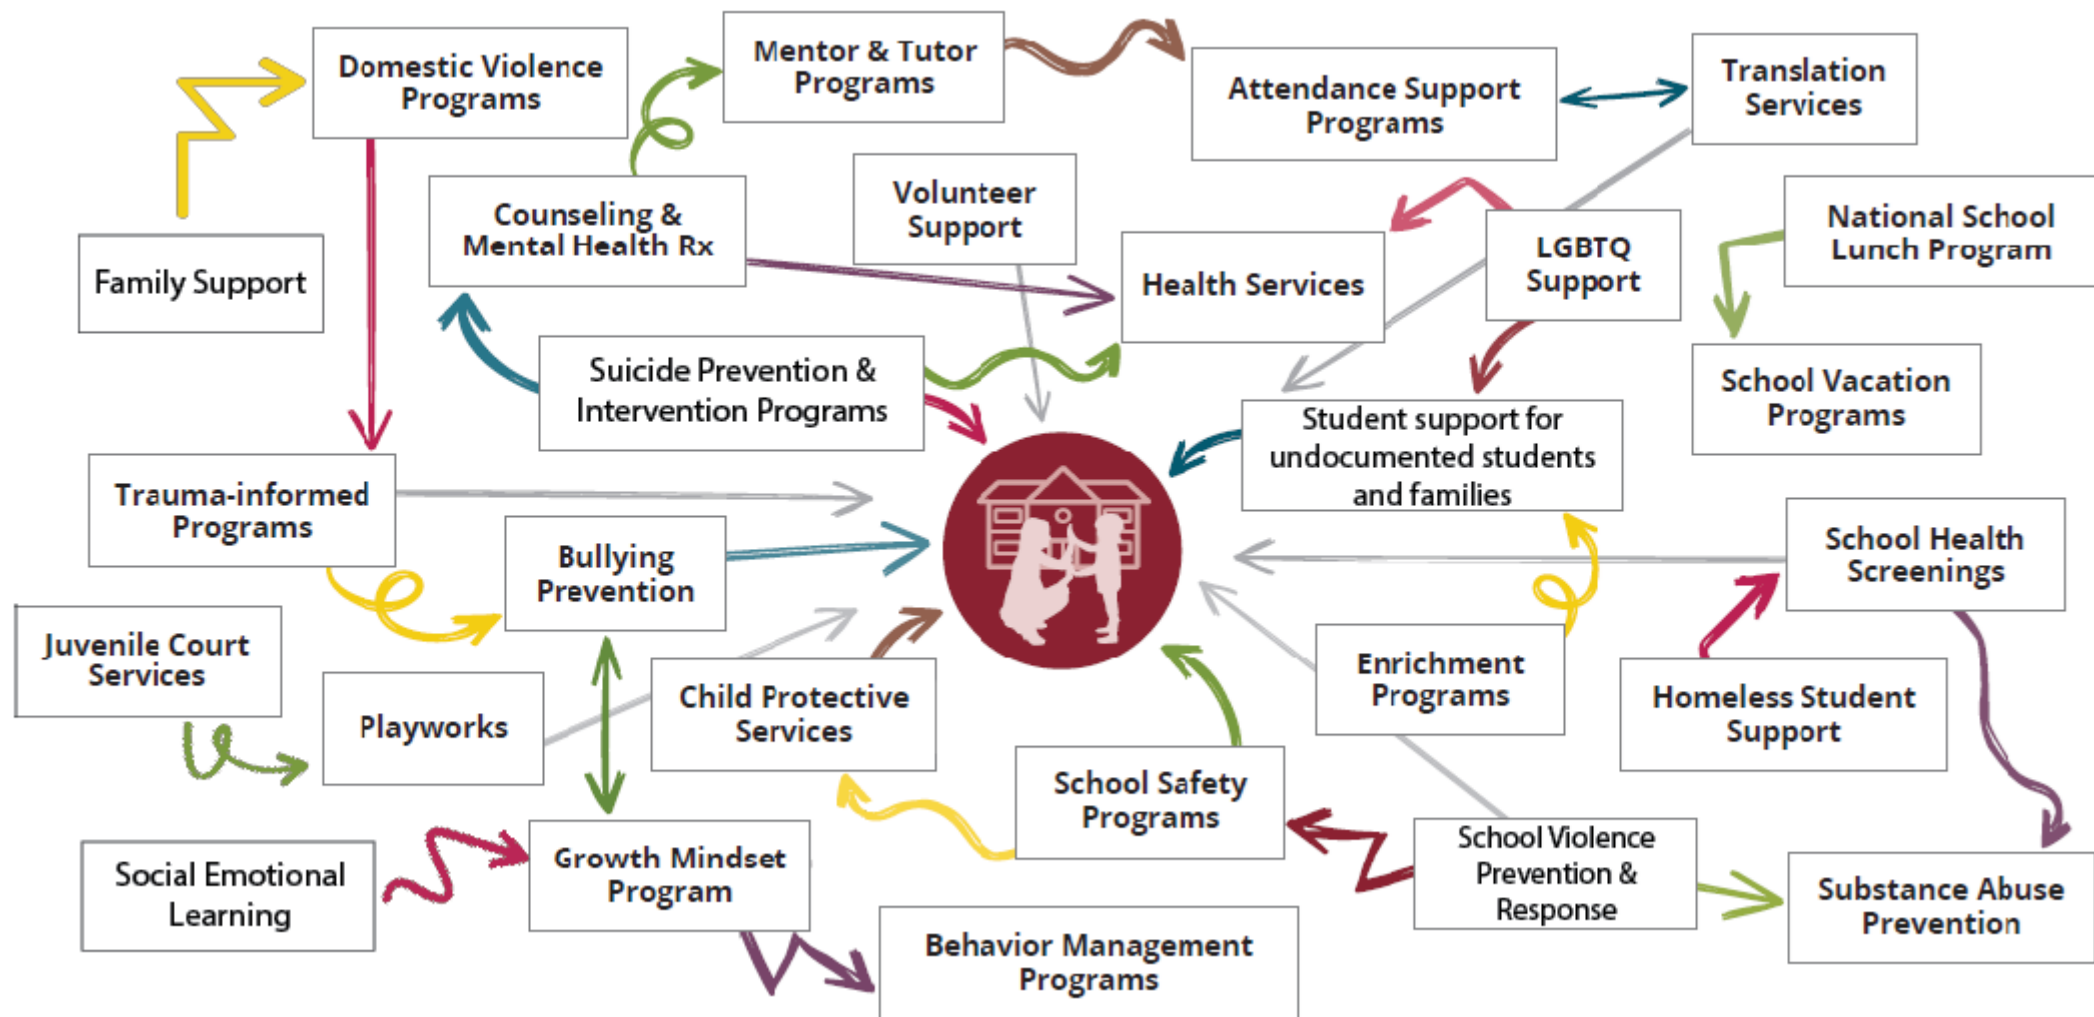 Domestic Violence
Programs
Mentor & Tutor
Programs
Attendance Support
Programs
Translation
Services
Family Support
Counseling &
Mental Health Rx
Volunteer
Support
Health Services
LGBTQ
Support
National School
Lunch Program
Suicide Prevention &
Intervention Programs
Student support for
undocumented students
and families
School Vacation
Programs
Trauma-informed
Programs
Bullying
Prevention
School Health
Screenings
Juvenile Court
Services
Playworks
Child Protective
Services
Enrichment
Programs
Homeless Student
Support
School Safety
Programs
Social Emotional
Learning
Growth Mindset
Program
School Violence
Prevention &
Response
Substance Abuse
Prevention
Behavior Management
Programs